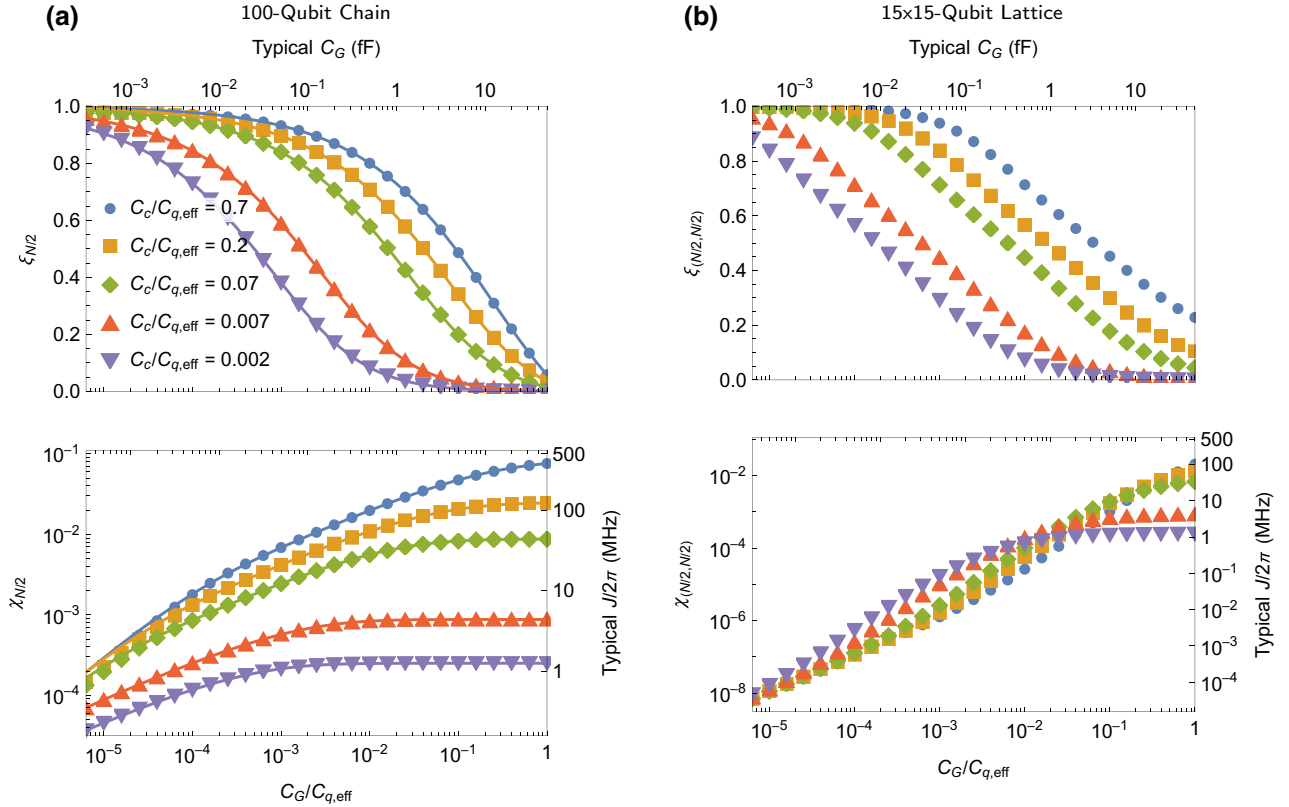 (a)
100-Qubit Chain
Typical C_G (fF)
10⁻³ 10⁻² 10⁻¹ 1 10
1.0
0.8
0.6
0.4
0.2
0.0
ξ_N/2
C_c/C_q,eff = 0.7
C_c/C_q,eff = 0.2
C_c/C_q,eff = 0.07
C_c/C_q,eff = 0.007
C_c/C_q,eff = 0.002
10⁻¹
10⁻²
10⁻³
10⁻⁴
χ_N/2
500
100
10
1
Typical J/2π (MHz)
10⁻⁵ 10⁻⁴ 10⁻³ 10⁻² 10⁻¹ 1
C_G/C_q,eff
(b)
15x15-Qubit Lattice
Typical C_G (fF)
10⁻³ 10⁻² 10⁻¹ 1 10
1.0
0.8
0.6
0.4
0.2
0.0
ξ_(N/2,N/2)
10⁻²
10⁻⁴
10⁻⁶
10⁻⁸
χ_(N/2,N/2)
500
100
10
1
10⁻¹
10⁻²
10⁻³
10⁻⁴
Typical J/2π (MHz)
10⁻⁵ 10⁻⁴ 10⁻³ 10⁻² 10⁻¹ 1
C_G/C_q,eff